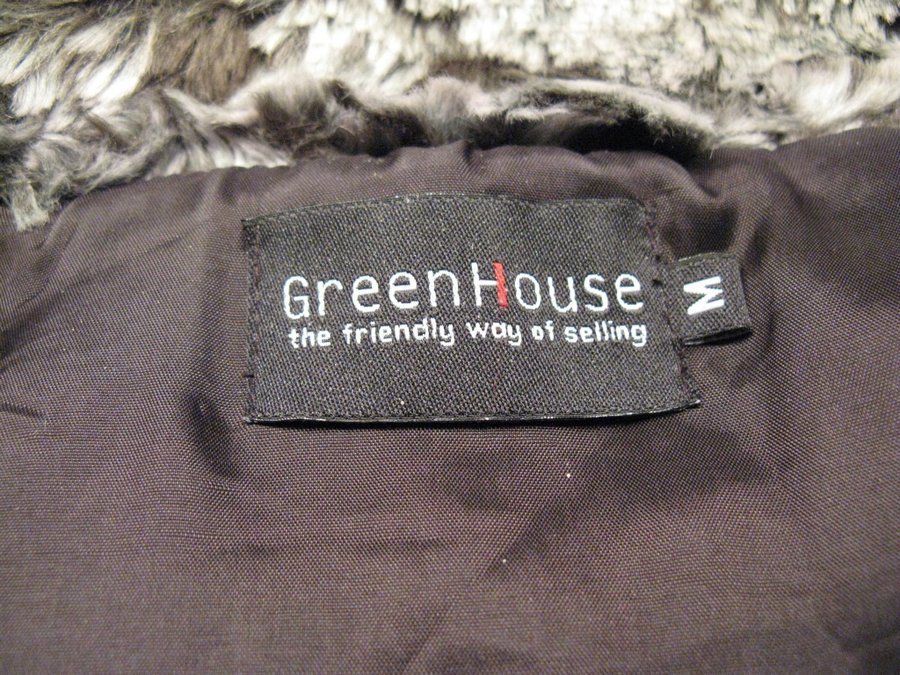 GreenHouse
the friendly way of selling
M